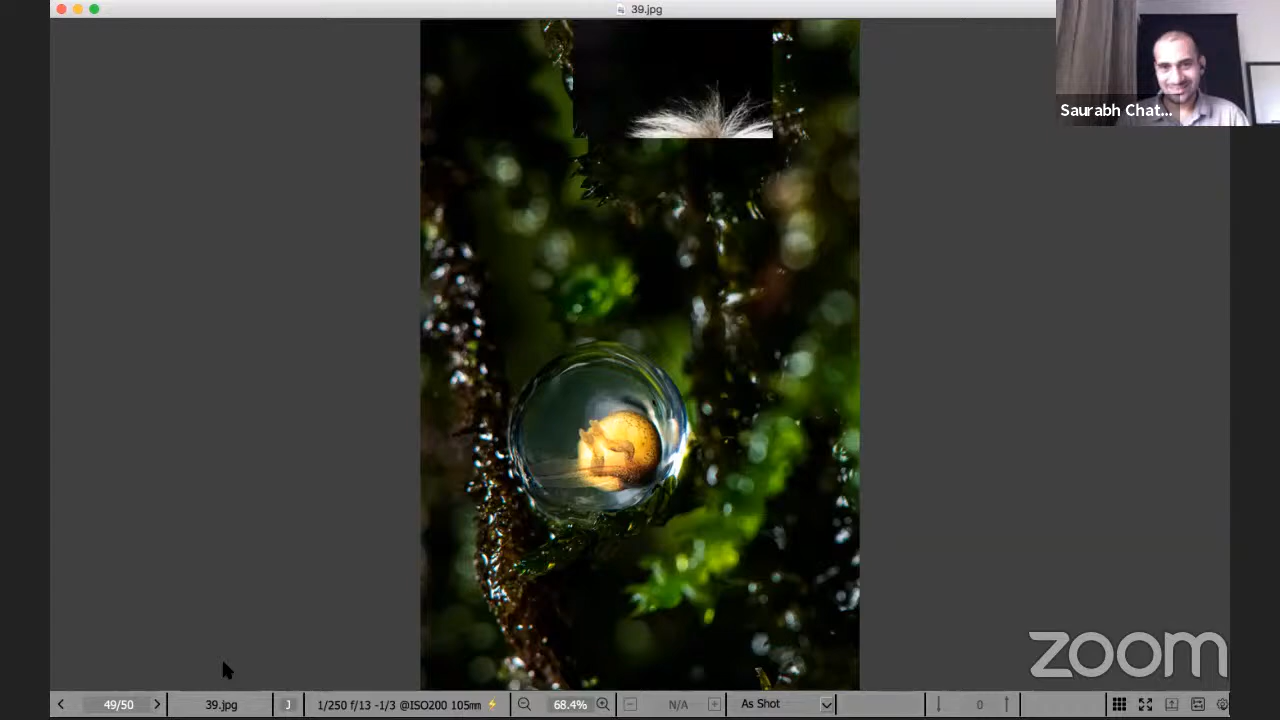 39.jpg
Saurabh Chat...
zoom
49/50
39.jpg
J
1/250 f/13 -1/3 @ISO200 105mm
68.4%
N/A
As Shot
0